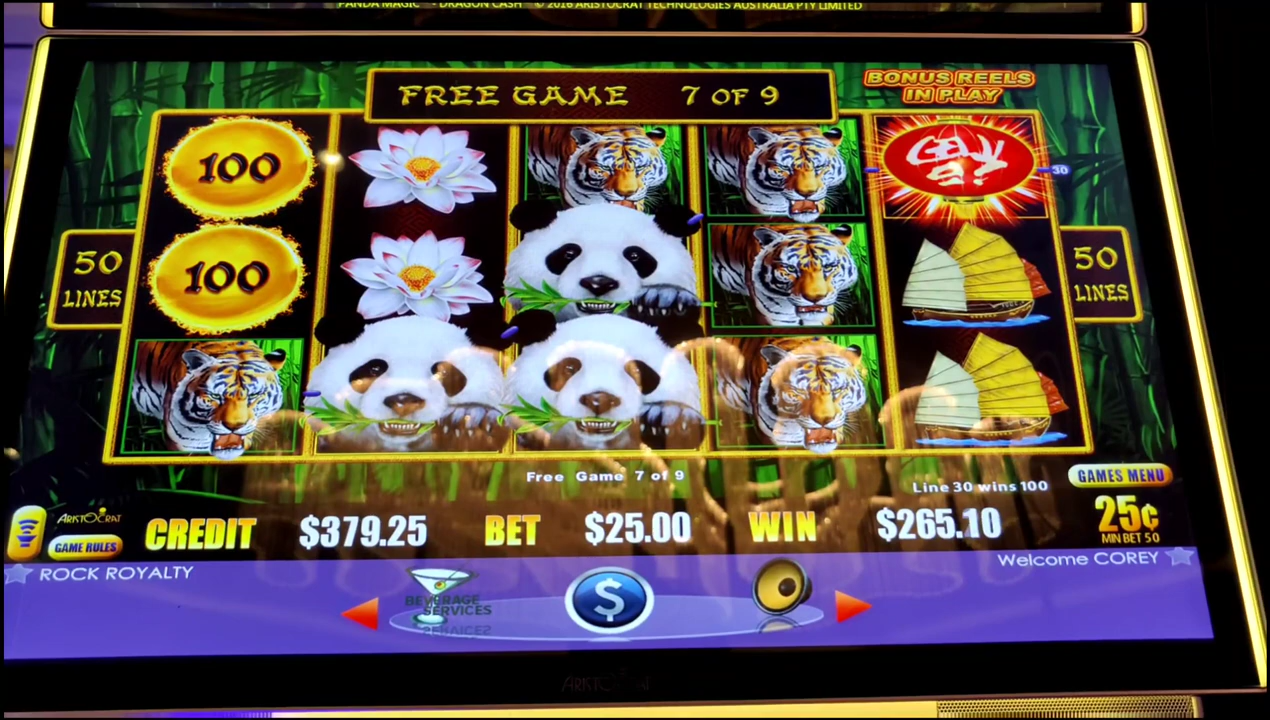 PANDA MAGIC - DRAGON CASH © 2016 ARISTOCRAT TECHNOLOGIES AUSTRALIA PTY LIMITED
FREE GAME 7 OF 9
BONUS REELS
IN PLAY
100
30
50
LINES
100
50
LINES
Free Game 7 of 9
Line 30 wins 100
GAMES MENU
ARISTOCRAT
GAME RULES
CREDIT $379.25 BET $25.00 WIN $265.10
25¢
MIN BET 50
ROCK ROYALTY
Welcome COREY
BEVERAGE
SERVICES
$
ARISTOCRAT